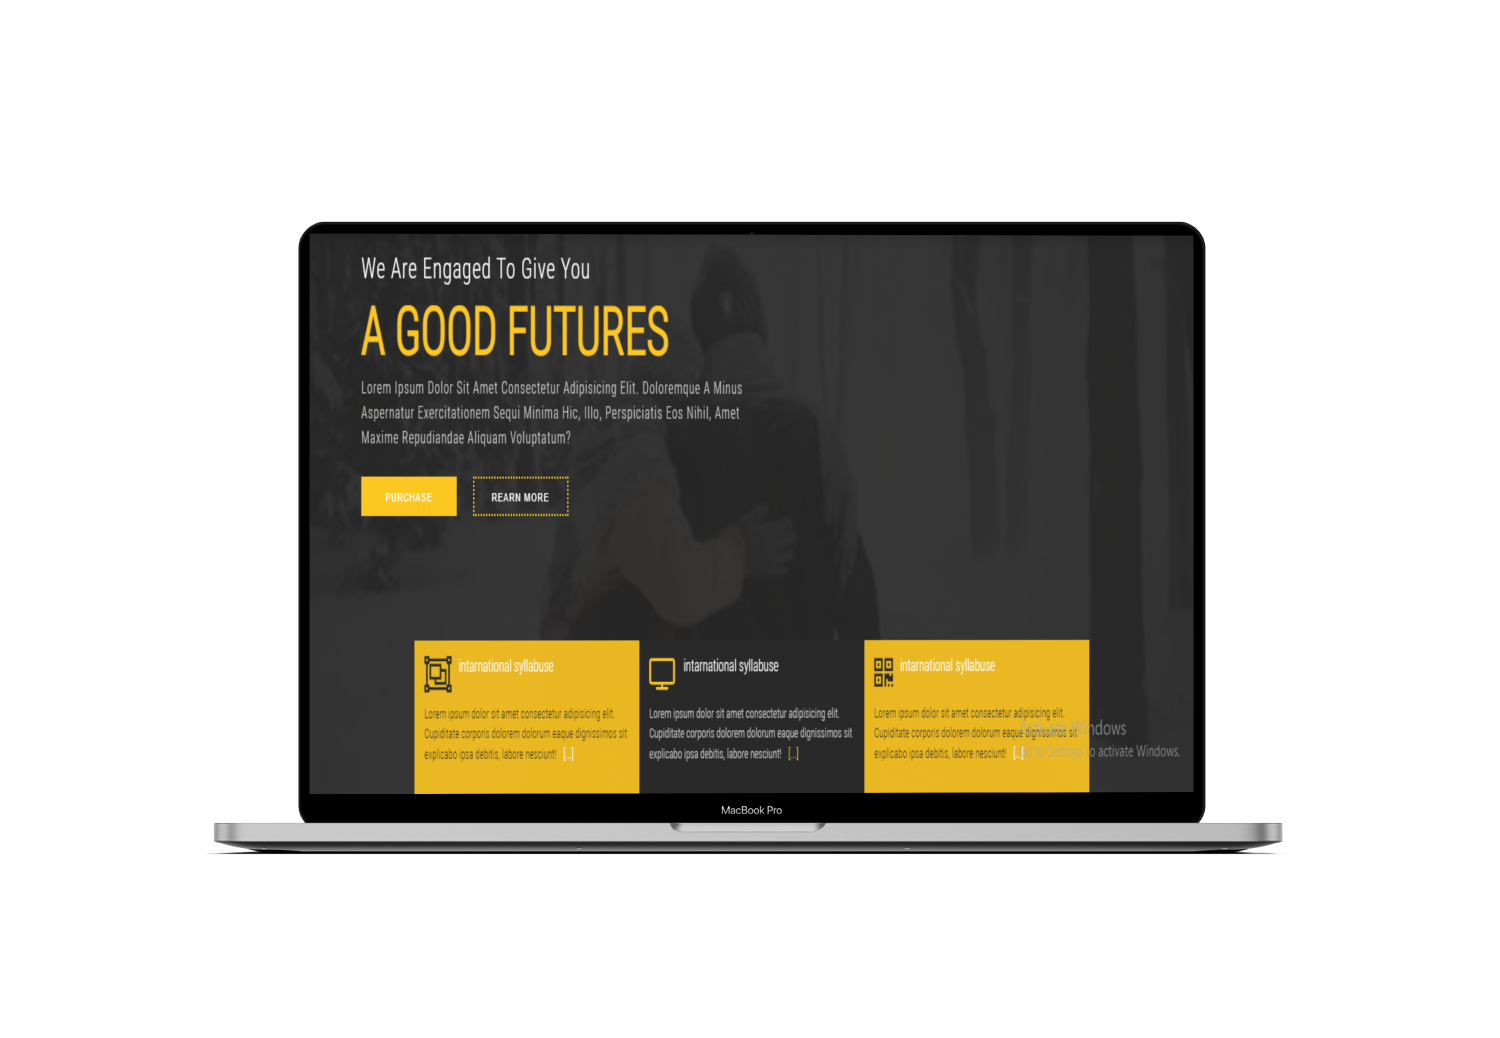 We Are Engaged To Give You
A GOOD FUTURES
Lorem Ipsum Dolor Sit Amet Consectetur Adipisicing Elit. Doloremque A Minus
Aspernatur Exercitationem Sequi Minima Hic, Illo, Perspiciatis Eos Nihil, Amet
Maxime Repudiandae Aliquam Voluptatum?
PURCHASE
REARN MORE
intarnational syllabuse
Lorem ipsum dolor sit amet consectetur adipisicing elit.
Cupiditate corporis dolorem dolorum eaque dignissimos sit
explicabo ipsa debitis, labore nesciunt! [...]
intarnational syllabuse
Lorem ipsum dolor sit amet consectetur adipisicing elit.
Cupiditate corporis dolorem dolorum eaque dignissimos sit
explicabo ipsa debitis, labore nesciunt! [...]
intarnational syllabuse
Lorem ipsum dolor sit amet consectetur adipisicing elit.
Cupiditate corporis dolorem dolorum eaque dignissimos sit
explicabo ipsa debitis, labore nesciunt! [...]
Activate Windows
Go to Settings to activate Windows.
MacBook Pro